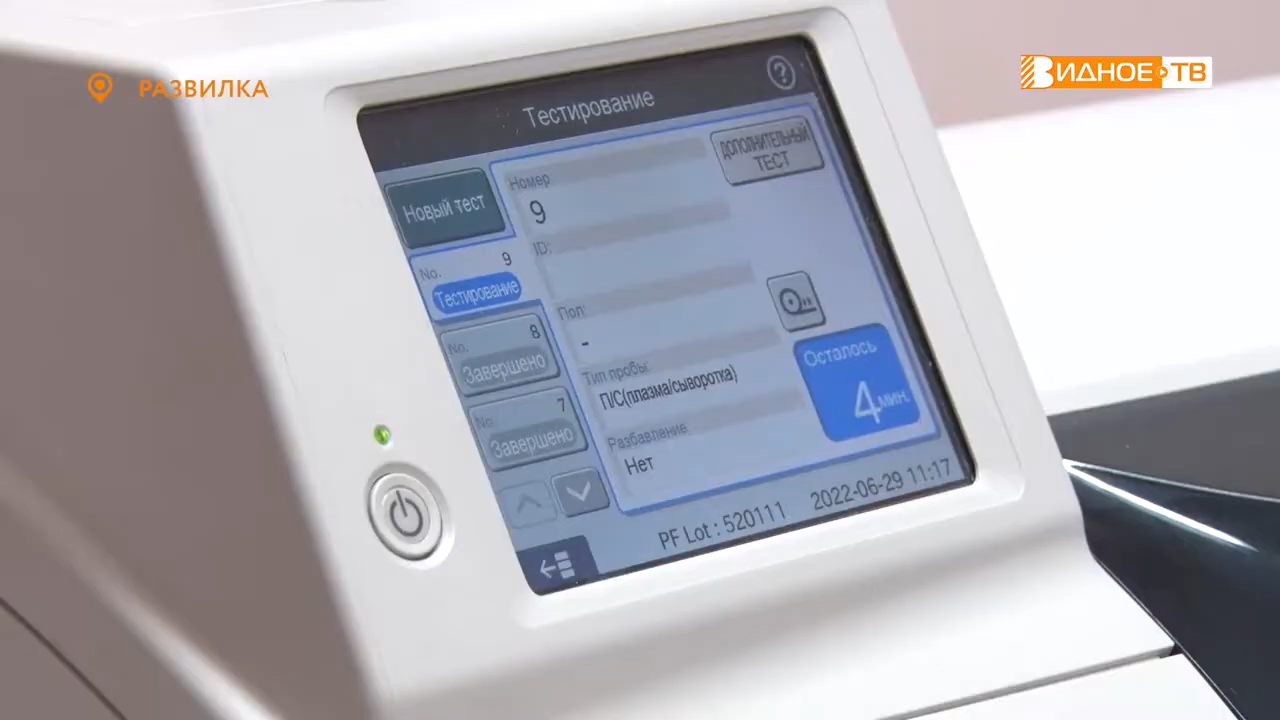 РАЗВИЛКА
ВИДНОЕ ТВ
Тестирование
?
Новый тест
No. 9
Тестирование
No. 8
Завершено
No. 7
Завершено
Номер
9
ДОПОЛНИТЕЛЬНЫЙ
ТЕСТ
ID:
Пол:
-
Тип пробы:
П/С(плазма/сыворотка)
Разбавление
Нет
Осталось
4 мин.
PF Lot : 520111 2022-06-29 11:17